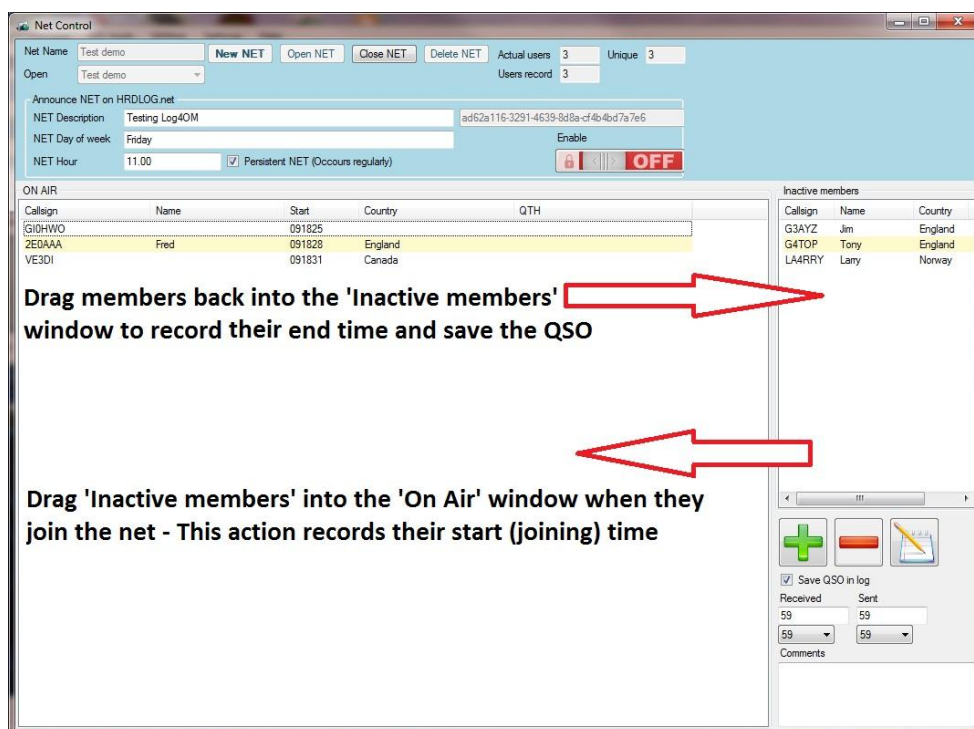 Net Control
Net Name Test demo New NET Open NET Close NET Delete NET Actual users 3 Unique 3
Open Test demo Users record 3
Announce NET on HRDLOG.net
NET Description Testing Log4OM ad62a116-3291-4639-8d8a-cf4b4bd7a7e6
NET Day of week Friday Enable
NET Hour 11.00 Persistent NET (Occours regularly) OFF
ON AIR Inactive members
Callsign Name Start Country QTH Callsign Name Country
GI0HWO 091825 G3AYZ Jim England
2E0AAA Fred 091828 England G4TOP Tony England
VE3DI 091831 Canada LA4RRY Larry Norway
Drag members back into the 'Inactive members'
window to record their end time and save the QSO
Drag 'Inactive members' into the 'On Air' window when they
join the net - This action records their start (joining) time
Save QSO in log
Received Sent
59 59
59 59
Comments